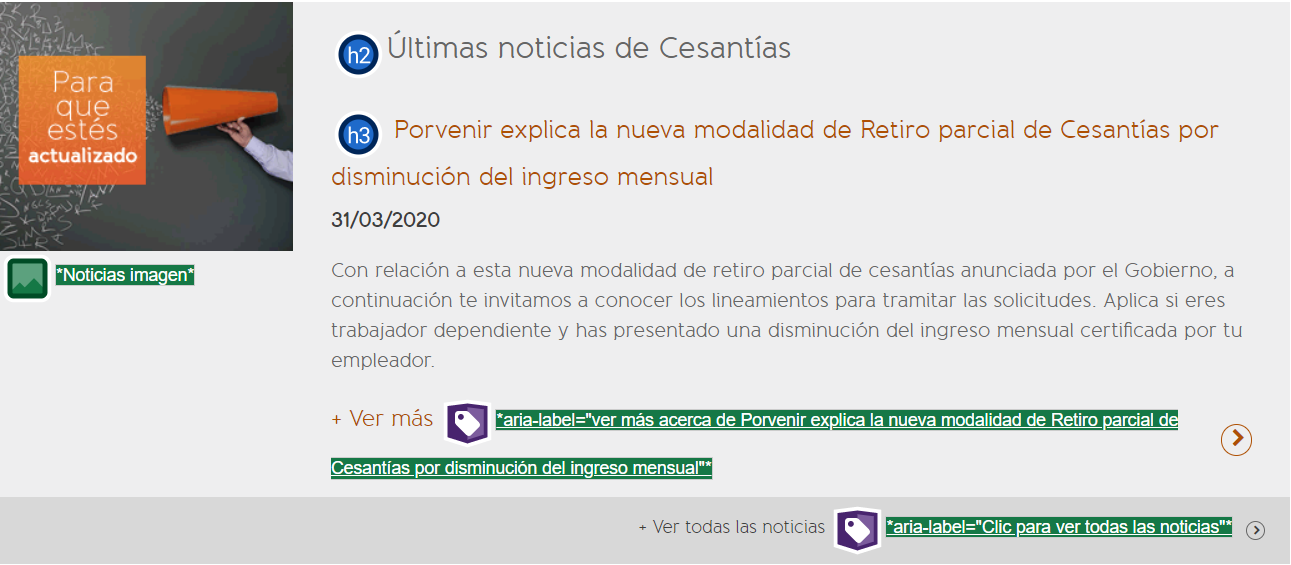 Para
que
estés
actualizado
*Noticias imagen*
h2 Últimas noticias de Cesantías
h3 Porvenir explica la nueva modalidad de Retiro parcial de Cesantías por
disminución del ingreso mensual
31/03/2020
Con relación a esta nueva modalidad de retiro parcial de cesantías anunciada por el Gobierno, a
continuación te invitamos a conocer los lineamientos para tramitar las solicitudes. Aplica si eres
trabajador dependiente y has presentado una disminución del ingreso mensual certificada por tu
empleador.
+ Ver más *aria-label="ver más acerca de Porvenir explica la nueva modalidad de Retiro parcial de
Cesantías por disminución del ingreso mensual"*
+ Ver todas las noticias *aria-label="Clic para ver todas las noticias"*